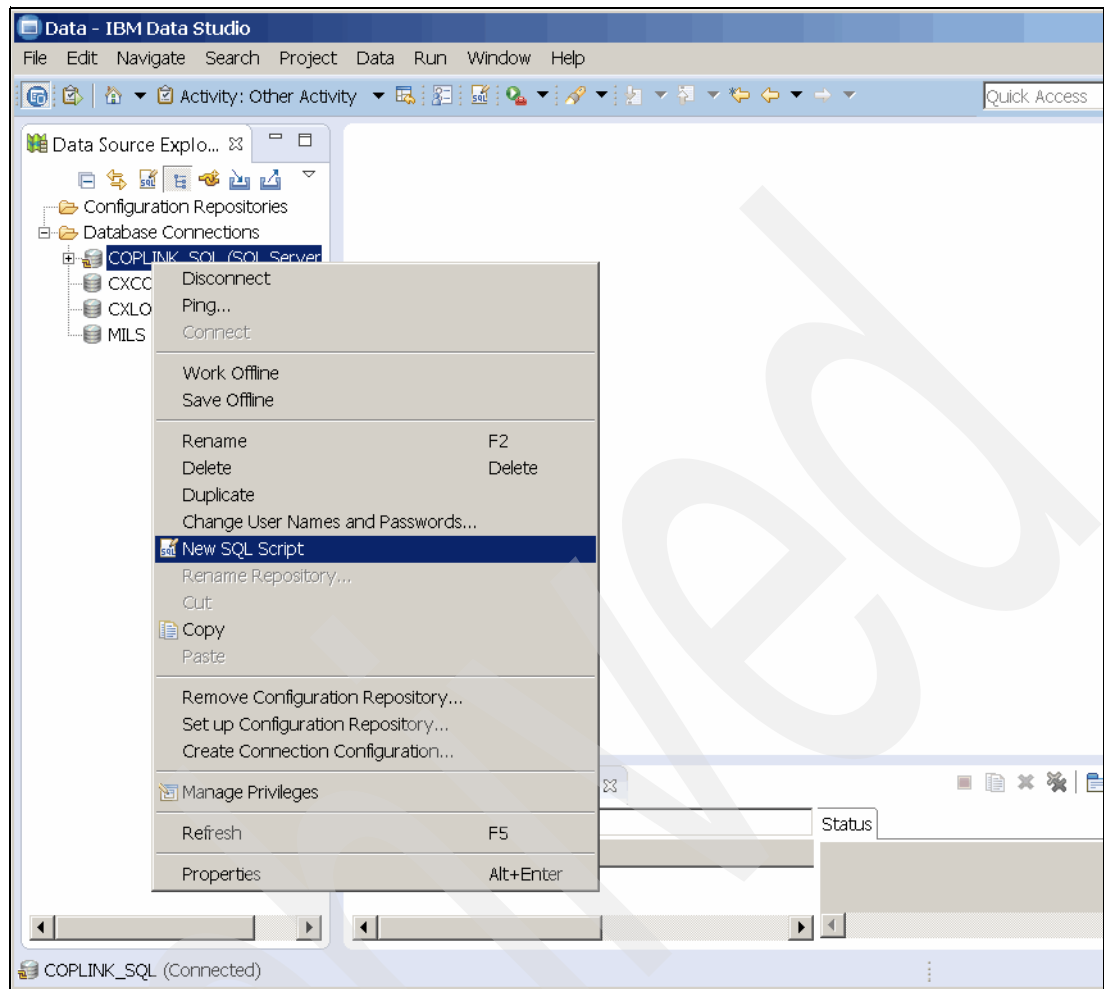 Data - IBM Data Studio
File Edit Navigate Search Project Data Run Window Help
Activity: Other Activity
Quick Access
Data Source Explo...
Configuration Repositories
Database Connections
COPLINK_SQL (SQL Server
CXCC
CXLO
MILS
Disconnect
Ping...
Connect
Work Offline
Save Offline
Rename F2
Delete Delete
Duplicate
Change User Names and Passwords...
New SQL Script
Rename Repository...
Cut
Copy
Paste
Remove Configuration Repository...
Set up Configuration Repository...
Create Connection Configuration...
Manage Privileges
Refresh F5
Properties Alt+Enter
Status
COPLINK_SQL (Connected)